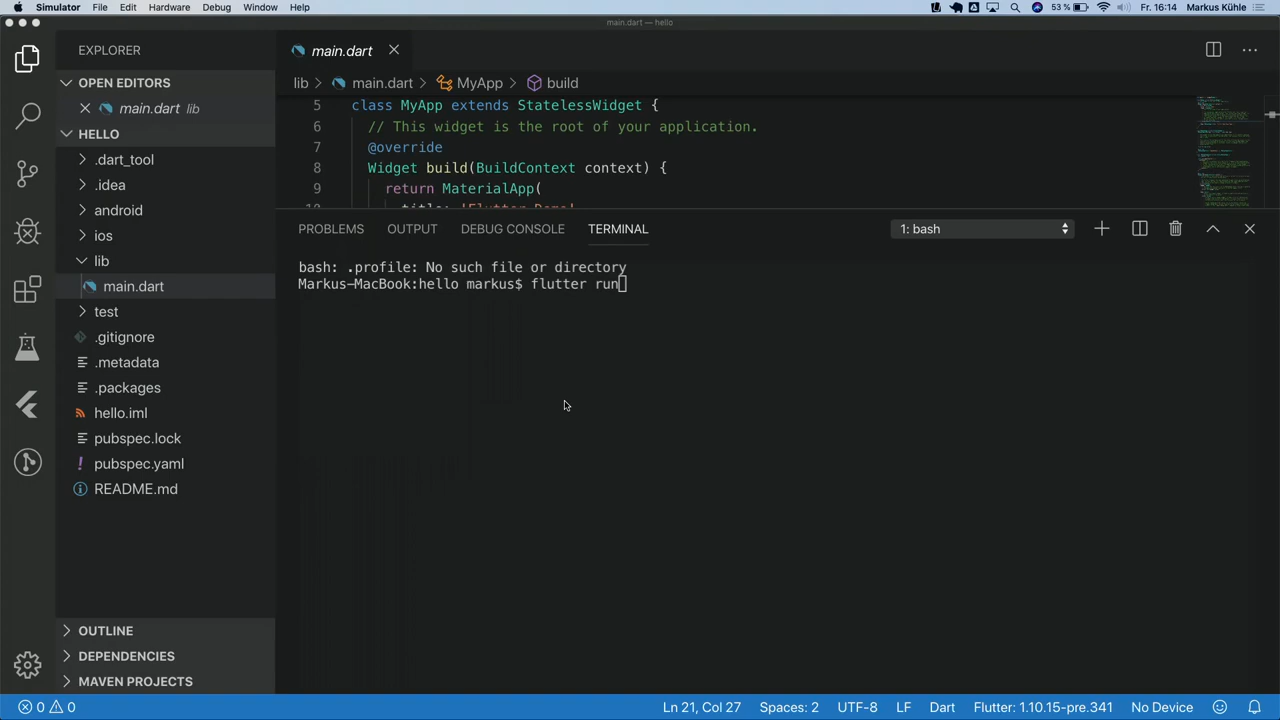 Simulator File Edit Hardware Debug Window Help 53 % Fr. 16:14 Markus Kühle
main.dart — hello
EXPLORER
OPEN EDITORS
main.dart lib
HELLO
.dart_tool
.idea
android
ios
lib
main.dart
test
.gitignore
.metadata
.packages
hello.iml
pubspec.lock
pubspec.yaml
README.md
OUTLINE
DEPENDENCIES
MAVEN PROJECTS
main.dart
lib main.dart MyApp build
5 class MyApp extends StatelessWidget {
6 // This widget is the root of your application.
7 @override
8 Widget build(BuildContext context) {
9 return MaterialApp(
10 title: 'Flutter Demo',
PROBLEMS OUTPUT DEBUG CONSOLE TERMINAL 1: bash
bash: .profile: No such file or directory
Markus-MacBook:hello markus$ flutter run
0 0 Ln 21, Col 27 Spaces: 2 UTF-8 LF Dart Flutter: 1.10.15-pre.341 No Device